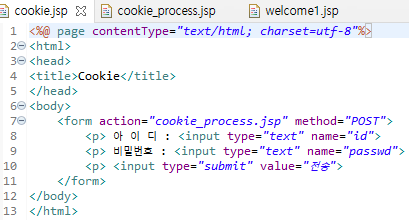 cookie.jsp cookie_process.jsp welcome1.jsp
1 <%@ page contentType="text/html; charset=utf-8"%>
2 <html>
3 <head>
4 <title>Cookie</title>
5 </head>
6 <body>
7 <form action="cookie_process.jsp" method="POST">
8 <p> 아 이 디 : <input type="text" name="id">
9 <p> 비밀번호 : <input type="text" name="passwd">
10 <p> <input type="submit" value="전송">
11 </form>
12 </body>
13 </html>